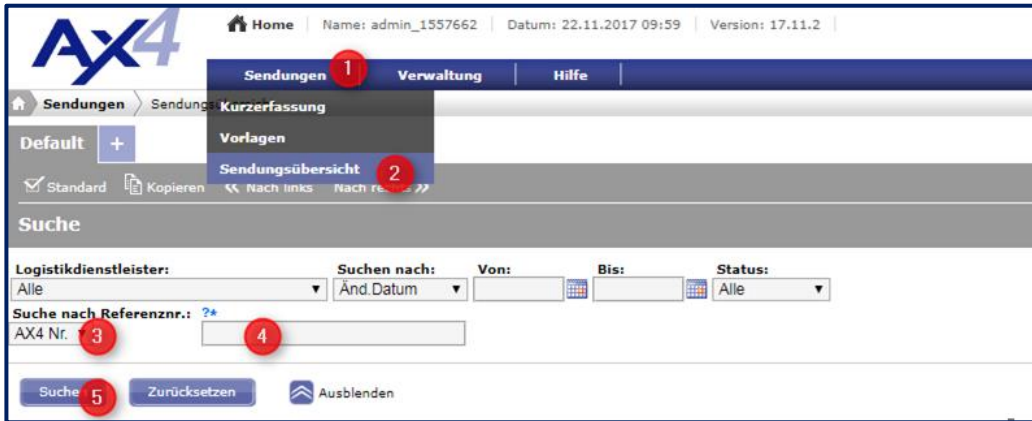 AX4
Home Name: admin_1557662 Datum: 22.11.2017 09:59 Version: 17.11.2
Sendungen 1 Verwaltung Hilfe
Sendungen
Kurzerfassung
Default +
Vorlagen
Sendungsübersicht 2
Standard Kopieren Nach links Nach
Suche
Logistikdienstleister: Suchen nach: Von: Bis: Status:
Alle Änd.Datum Alle
Suche nach Referenznr.: ?*
AX4 Nr. 3 4
Suche 5 Zurücksetzen Ausblenden